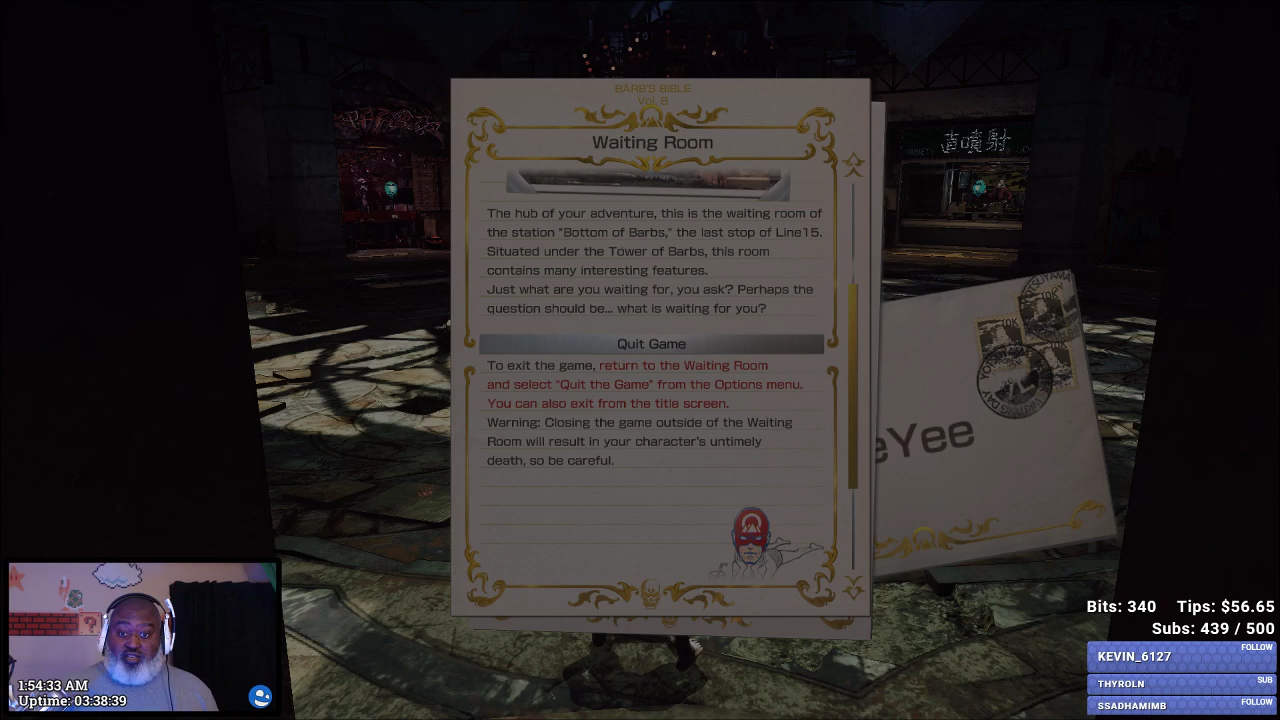 BARB'S BIBLE
Vol. 8
Waiting Room
The hub of your adventure, this is the waiting room of
the station "Bottom of Barbs," the last stop of Line15.
Situated under the Tower of Barbs, this room
contains many interesting features.
Just what are you waiting for, you ask? Perhaps the
question should be... what is waiting for you?
Quit Game
To exit the game, return to the Waiting Room
and select "Quit the Game" from the Options menu.
You can also exit from the title screen.
Warning: Closing the game outside of the Waiting
Room will result in your character's untimely
death, so be careful.
直噴射
eYee
1:54:33 AM
Uptime: 03:38:39
Bits: 340 Tips: $56.65
Subs: 439 / 500
KEVIN_6127 FOLLOW
THYROLN SUB
SSADHAMIMB FOLLOW